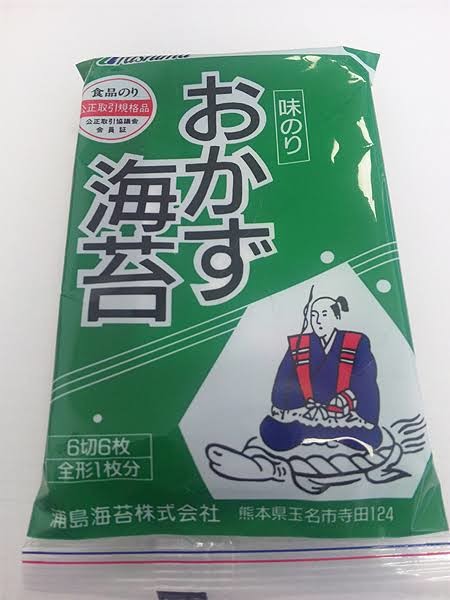 食品のり
公正取引規格品
公正取引協議会
会員証
味のり
おかず
海苔
6切6枚
全形1枚分
浦島海苔株式会社 熊本県玉名市寺田124